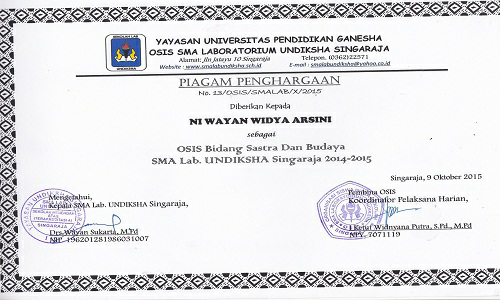 YAYASAN UNIVERSITAS PENDIDIKAN GANESHA
OSIS SMA LABORATORIUM UNDIKSHA SINGARAJA
Alamat: Jln Jatayu 10 Singaraja Telepon. (0362)22571
Website : www.smalabundiksha.sch.id E-mail : smalabundiksha@yahoo.co.id
PIAGAM PENGHARGAAN
No. 13/OSIS/SMALAB/X/2015
Diberikan Kepada
NI WAYAN WIDYA ARSINI
sebagai
OSIS Bidang Sastra Dan Budaya
SMA Lab. UNDIKSHA Singaraja 2014-2015
Singaraja, 9 Oktober 2015
Mengetahui,
Kepala SMA Lab. UNDIKSHA Singaraja,
Pembina OSIS
Koordinator Pelaksana Harian,
SINGARAJA
Drs. Wayan Sukarta, M.Pd
NIP. 196201281986031007
I Ketut Widnyana Putra, S.Pd., M.Pd
NPY. 7071119